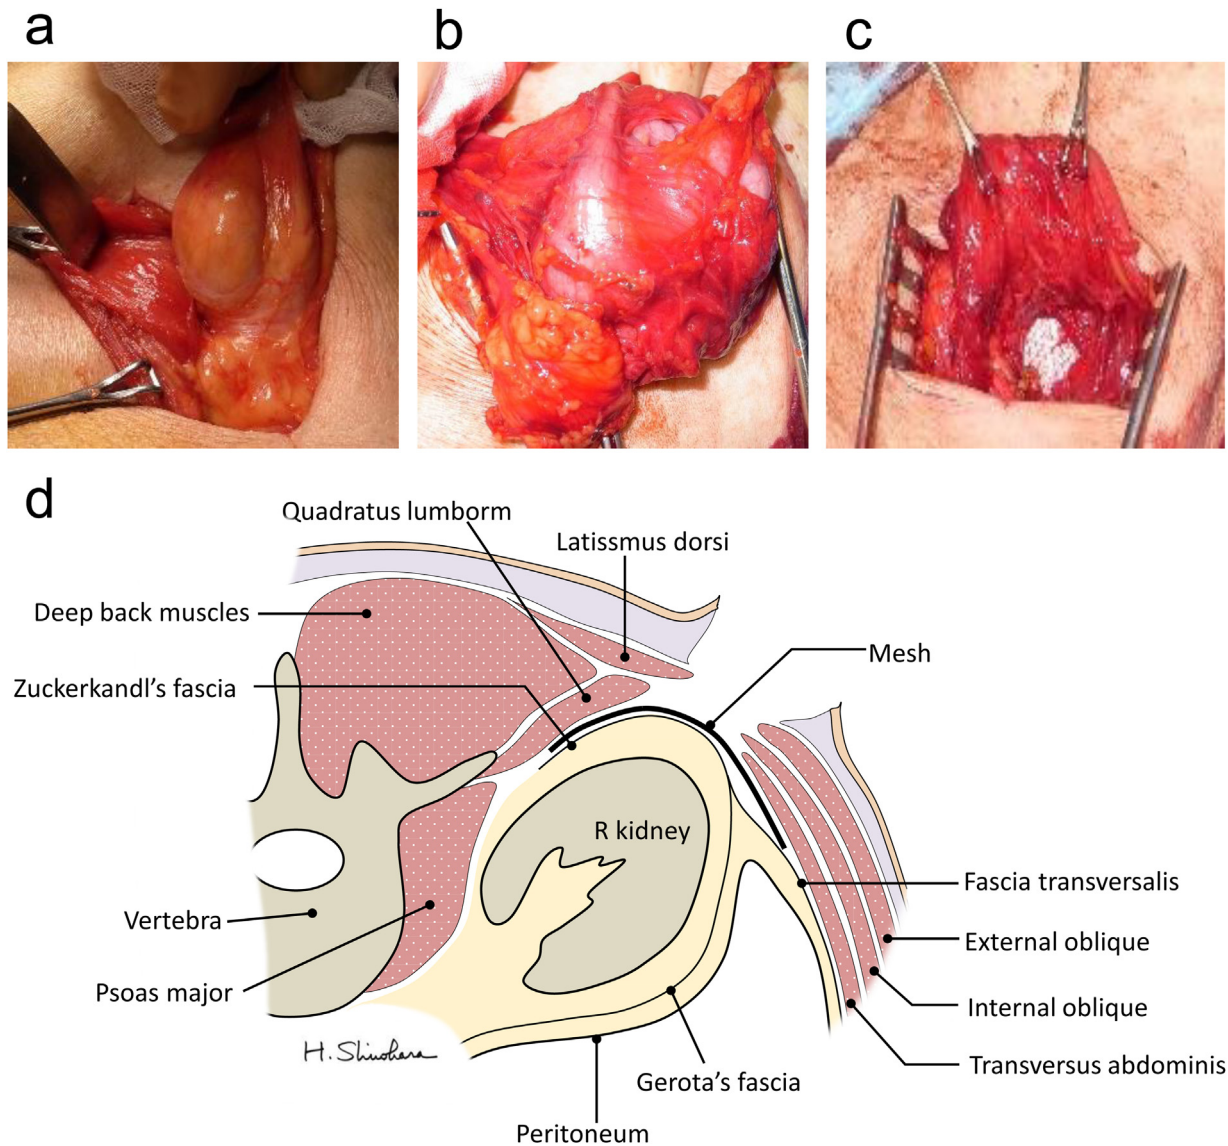 a
b
c
d
Quadratus lumborm
Latissmus dorsi
Deep back muscles
Mesh
Zuckerkandl’s fascia
R kidney
Fascia transversalis
Vertebra
External oblique
Psoas major
Internal oblique
H. Shinohara
Transversus abdominis
Gerota’s fascia
Peritoneum